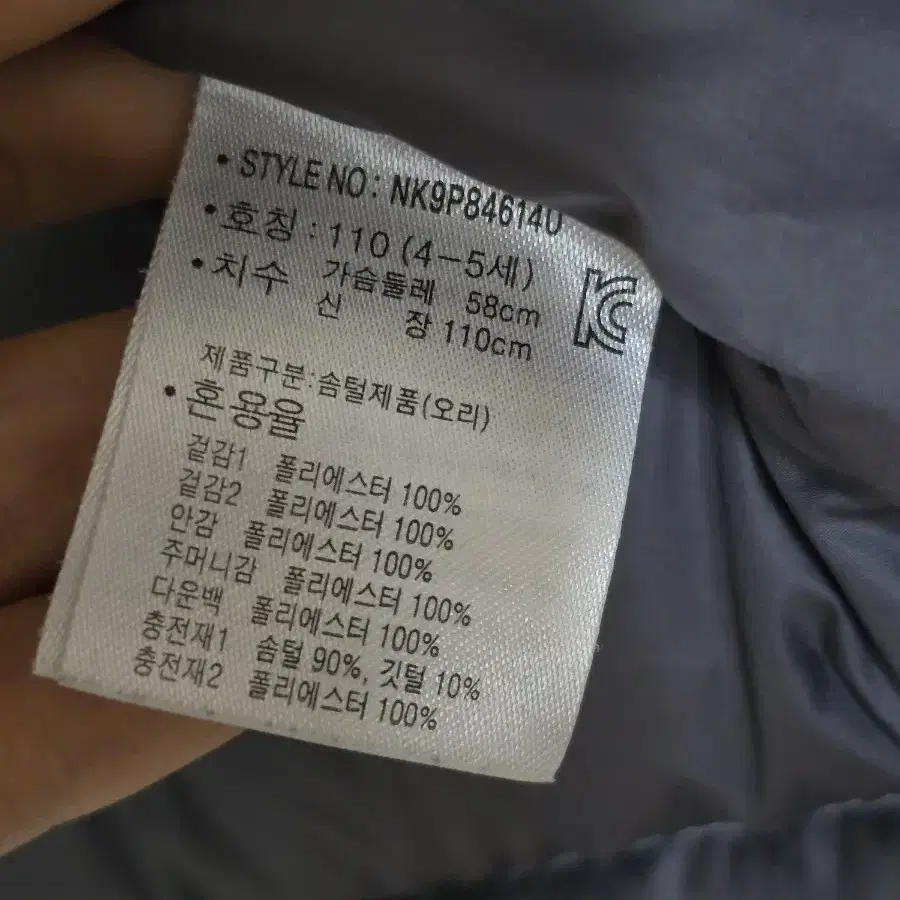 • STYLE NO : NK9P84614U
• 호칭 : 110 (4-5세)
• 치수 가슴둘레 58cm
신 장 110cm
KC
제품구분:솜털제품(오리)
• 혼용율
겉감1 폴리에스터 100%
겉감2 폴리에스터 100%
안감 폴리에스터 100%
주머니감 폴리에스터 100%
다운백 폴리에스터 100%
충전재1 솜털 90%, 깃털 10%
충전재2 폴리에스터 100%